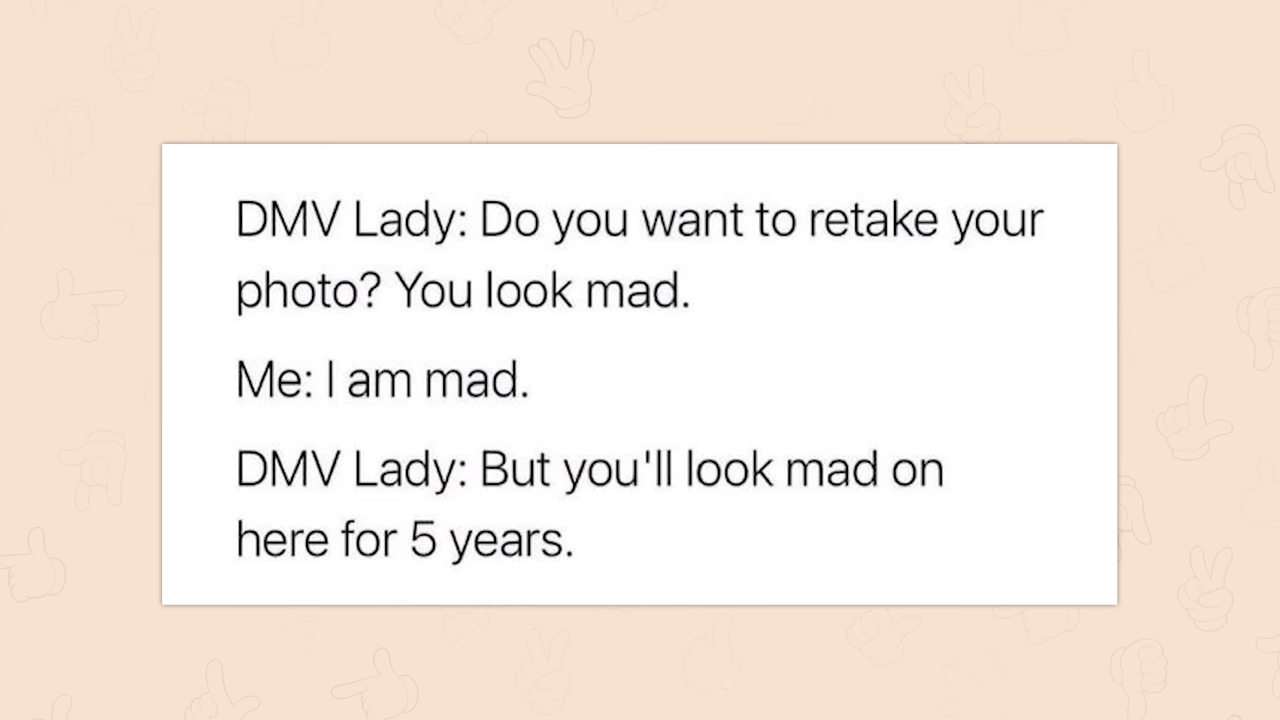 DMV Lady: Do you want to retake your
photo? You look mad.
Me: I am mad.
DMV Lady: But you'll look mad on
here for 5 years.